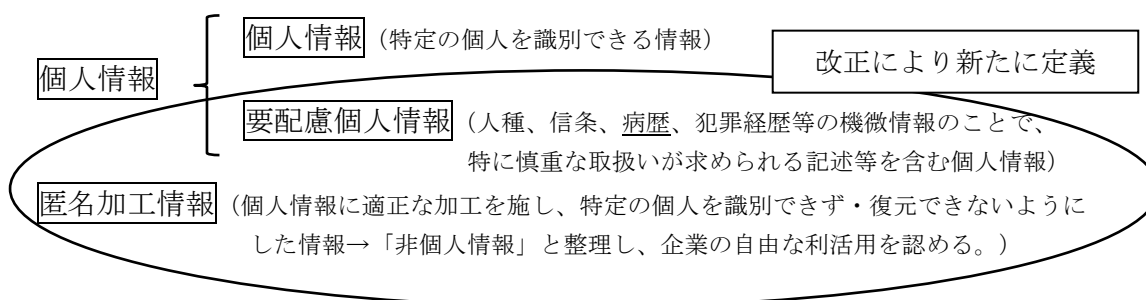 個人情報（特定の個人を識別できる情報）
改正により新たに定義
個人情報
要配慮個人情報（人種、信条、病歴、犯罪経歴等の機微情報のことで、
特に慎重な取扱いが求められる記述等を含む個人情報）
匿名加工情報（個人情報に適正な加工を施し、特定の個人を識別できず・復元できないように
した情報→「非個人情報」と整理し、企業の自由な利活用を認める。）